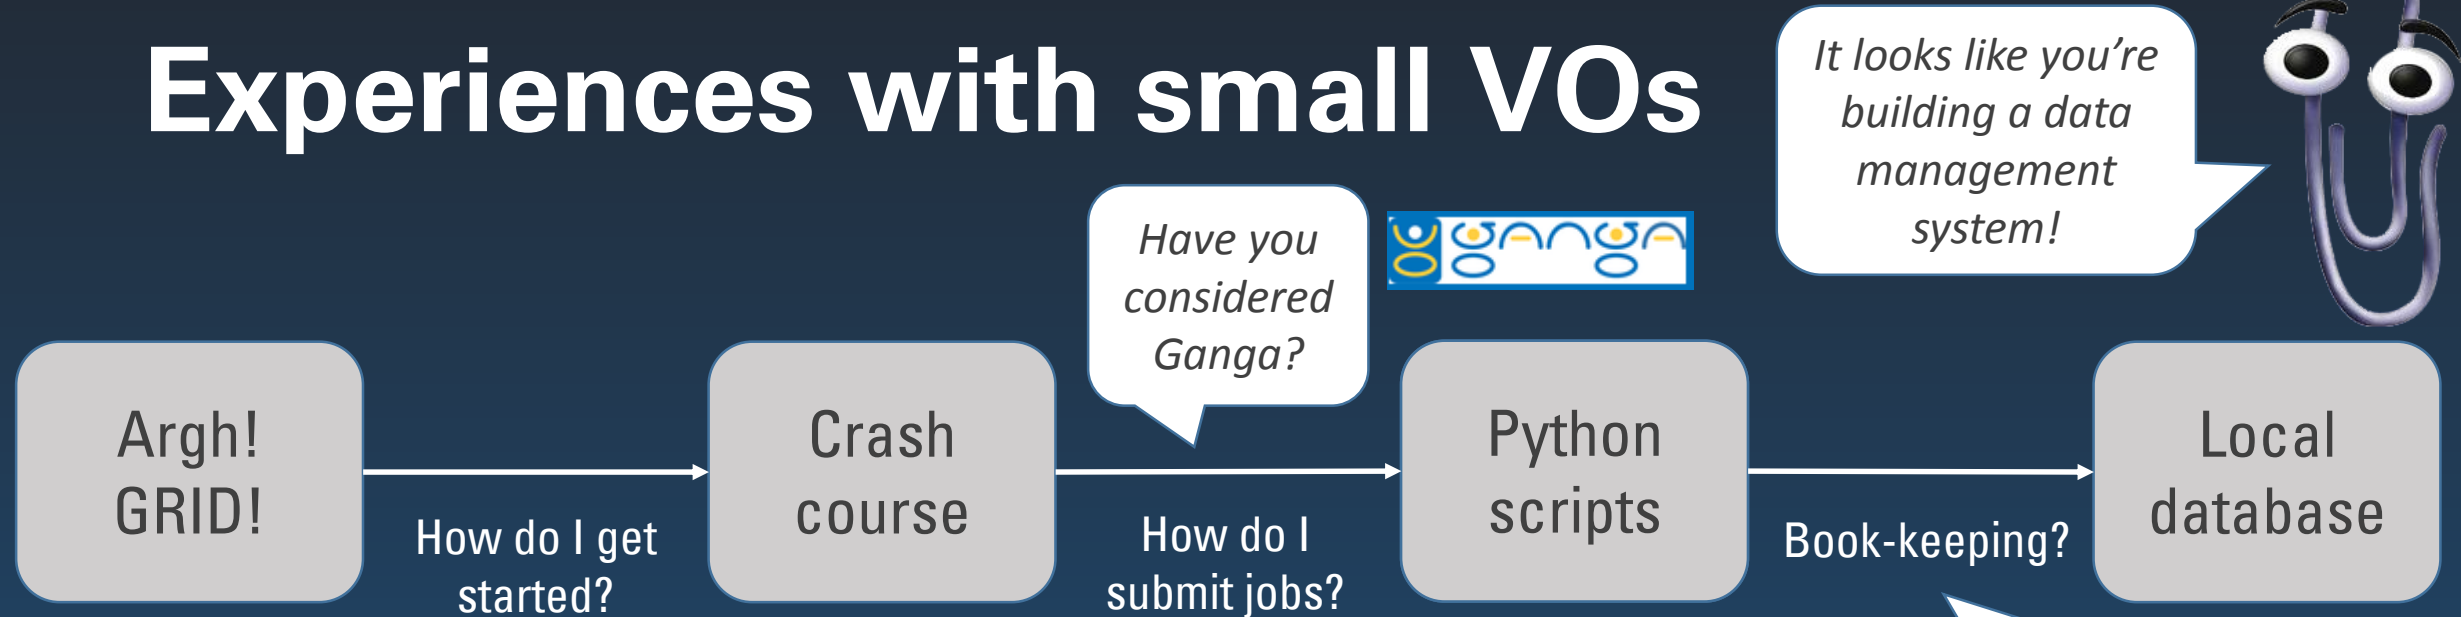 Experiences with small VOs
It looks like you're
building a data
management
system!
Have you
considered
Ganga?
ganga
Argh!
GRID!
How do I get
started?
Crash
course
How do I
submit jobs?
Python
scripts
Book-keeping?
Local
database